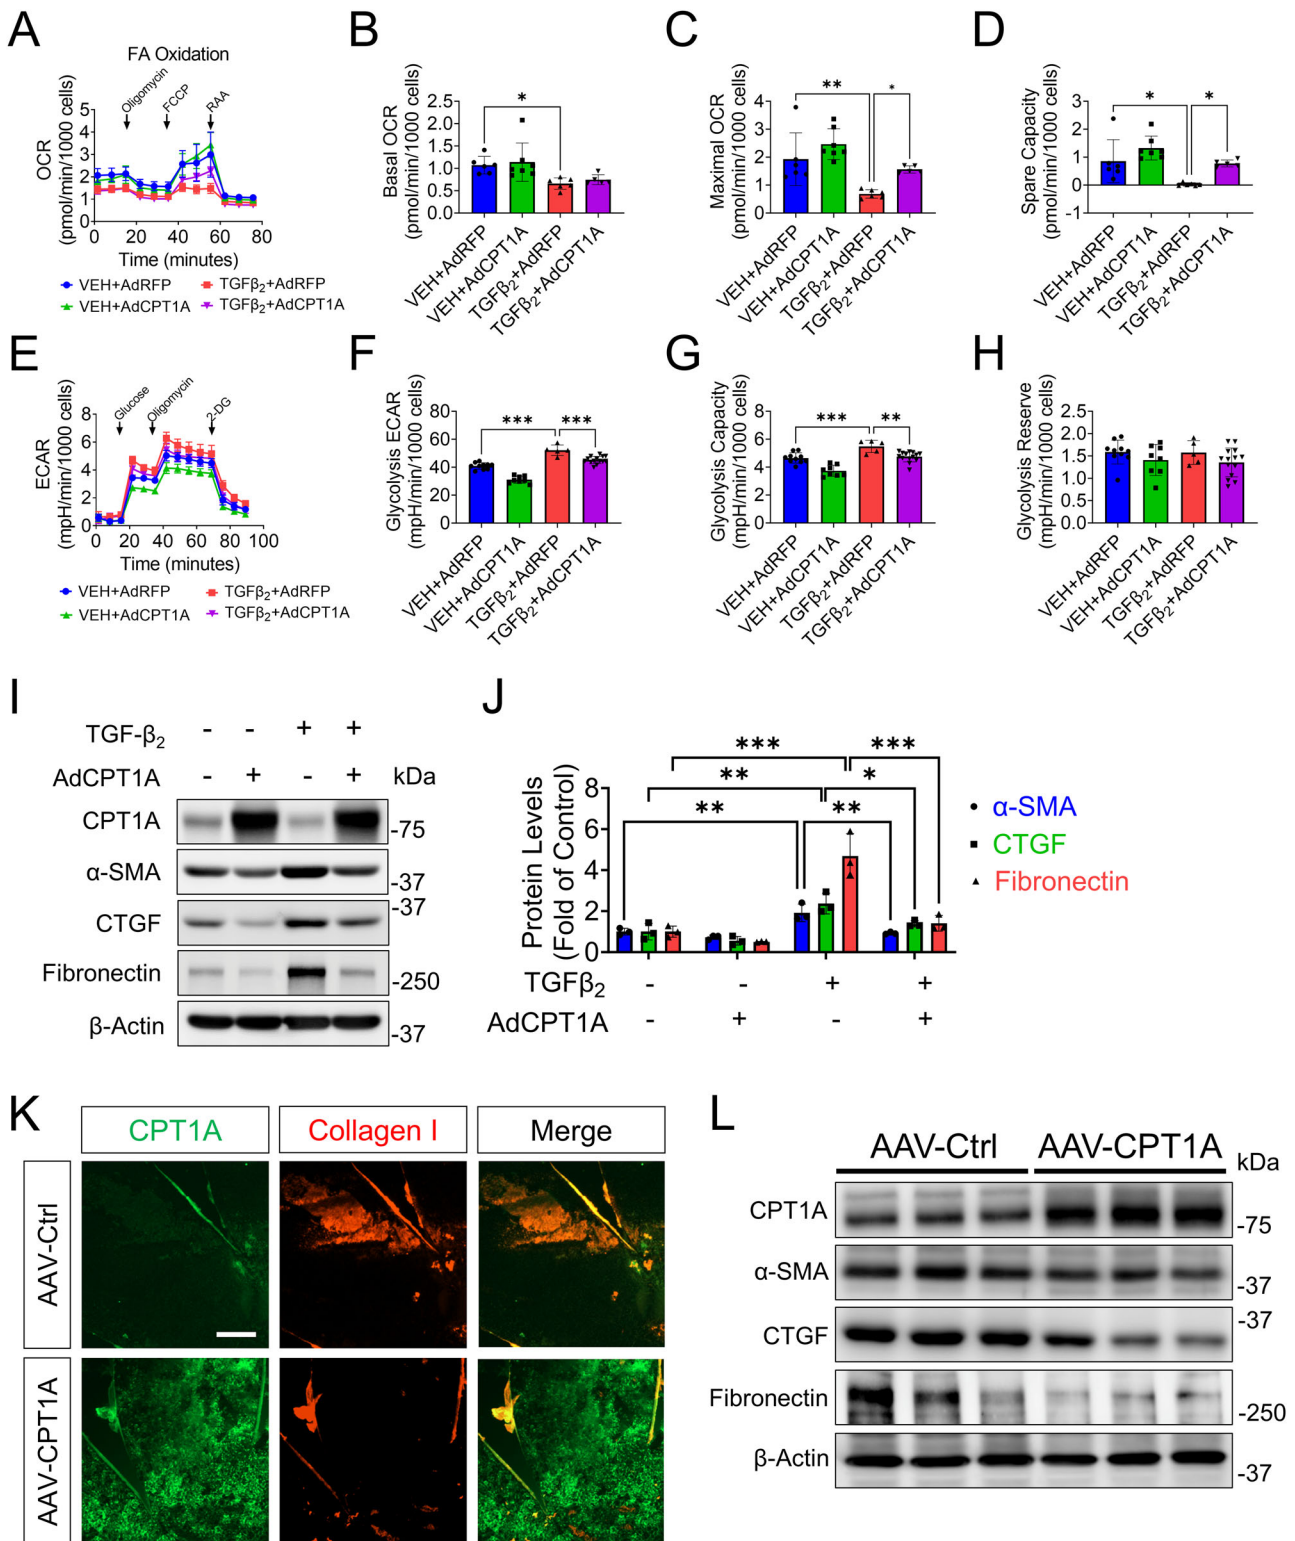 A
FA Oxidation
Oligomycin
FCCP
RAA
OCR
(pmol/min/1000 cells)
5
4
3
2
1
0
0 20 40 60 80
Time (minutes)
VEH+AdRFP
TGFβ2+AdRFP
VEH+AdCPT1A
TGFβ2+AdCPT1A
B
Basal OCR
(pmol/min/1000 cells)
2.5
2.0
1.5
1.0
0.5
0.0
*
VEH+AdRFP
VEH+AdCPT1A
TGFβ2+AdRFP
TGFβ2+AdCPT1A
C
Maximal OCR
(pmol/min/1000 cells)
4
3
2
1
0
** *
VEH+AdRFP
VEH+AdCPT1A
TGFβ2+AdRFP
TGFβ2+AdCPT1A
D
Spare Capacity
(pmol/min/1000 cells)
3
2
1
0
-1
* *
VEH+AdRFP
VEH+AdCPT1A
TGFβ2+AdRFP
TGFβ2+AdCPT1A
E
Glucose
Oligomycin
2-DG
ECAR
(mpH/min/1000 cells)
8
6
4
2
0
0 20 40 60 80 100
Time (minutes)
VEH+AdRFP
TGFβ2+AdRFP
VEH+AdCPT1A
TGFβ2+AdCPT1A
F
Glycolysis ECAR
(mpH/min/1000 cells)
80
60
40
20
0
*** ***
VEH+AdRFP
VEH+AdCPT1A
TGFβ2+AdRFP
TGFβ2+AdCPT1A
G
Glycolysis Capacity
(mpH/min/1000 cells)
8
6
4
2
0
*** **
VEH+AdRFP
VEH+AdCPT1A
TGFβ2+AdRFP
TGFβ2+AdCPT1A
H
Glycolysis Reserve
(mpH/min/1000 cells)
2.5
2.0
1.5
1.0
0.5
0.0
VEH+AdRFP
VEH+AdCPT1A
TGFβ2+AdRFP
TGFβ2+AdCPT1A
I
TGF-β2 - - + +
AdCPT1A - + - + kDa
CPT1A -75
α-SMA -37
CTGF -37
Fibronectin -250
β-Actin -37
J
Protein Levels
(Fold of Control)
8
6
4
2
0
*** ***
** *
** **
α-SMA
CTGF
Fibronectin
TGFβ2 - - + +
AdCPT1A - + - +
K
CPT1A Collagen I Merge
AAV-Ctrl
AAV-CPT1A
L
AAV-Ctrl AAV-CPT1A kDa
CPT1A -75
α-SMA -37
CTGF -37
Fibronectin -250
β-Actin -37